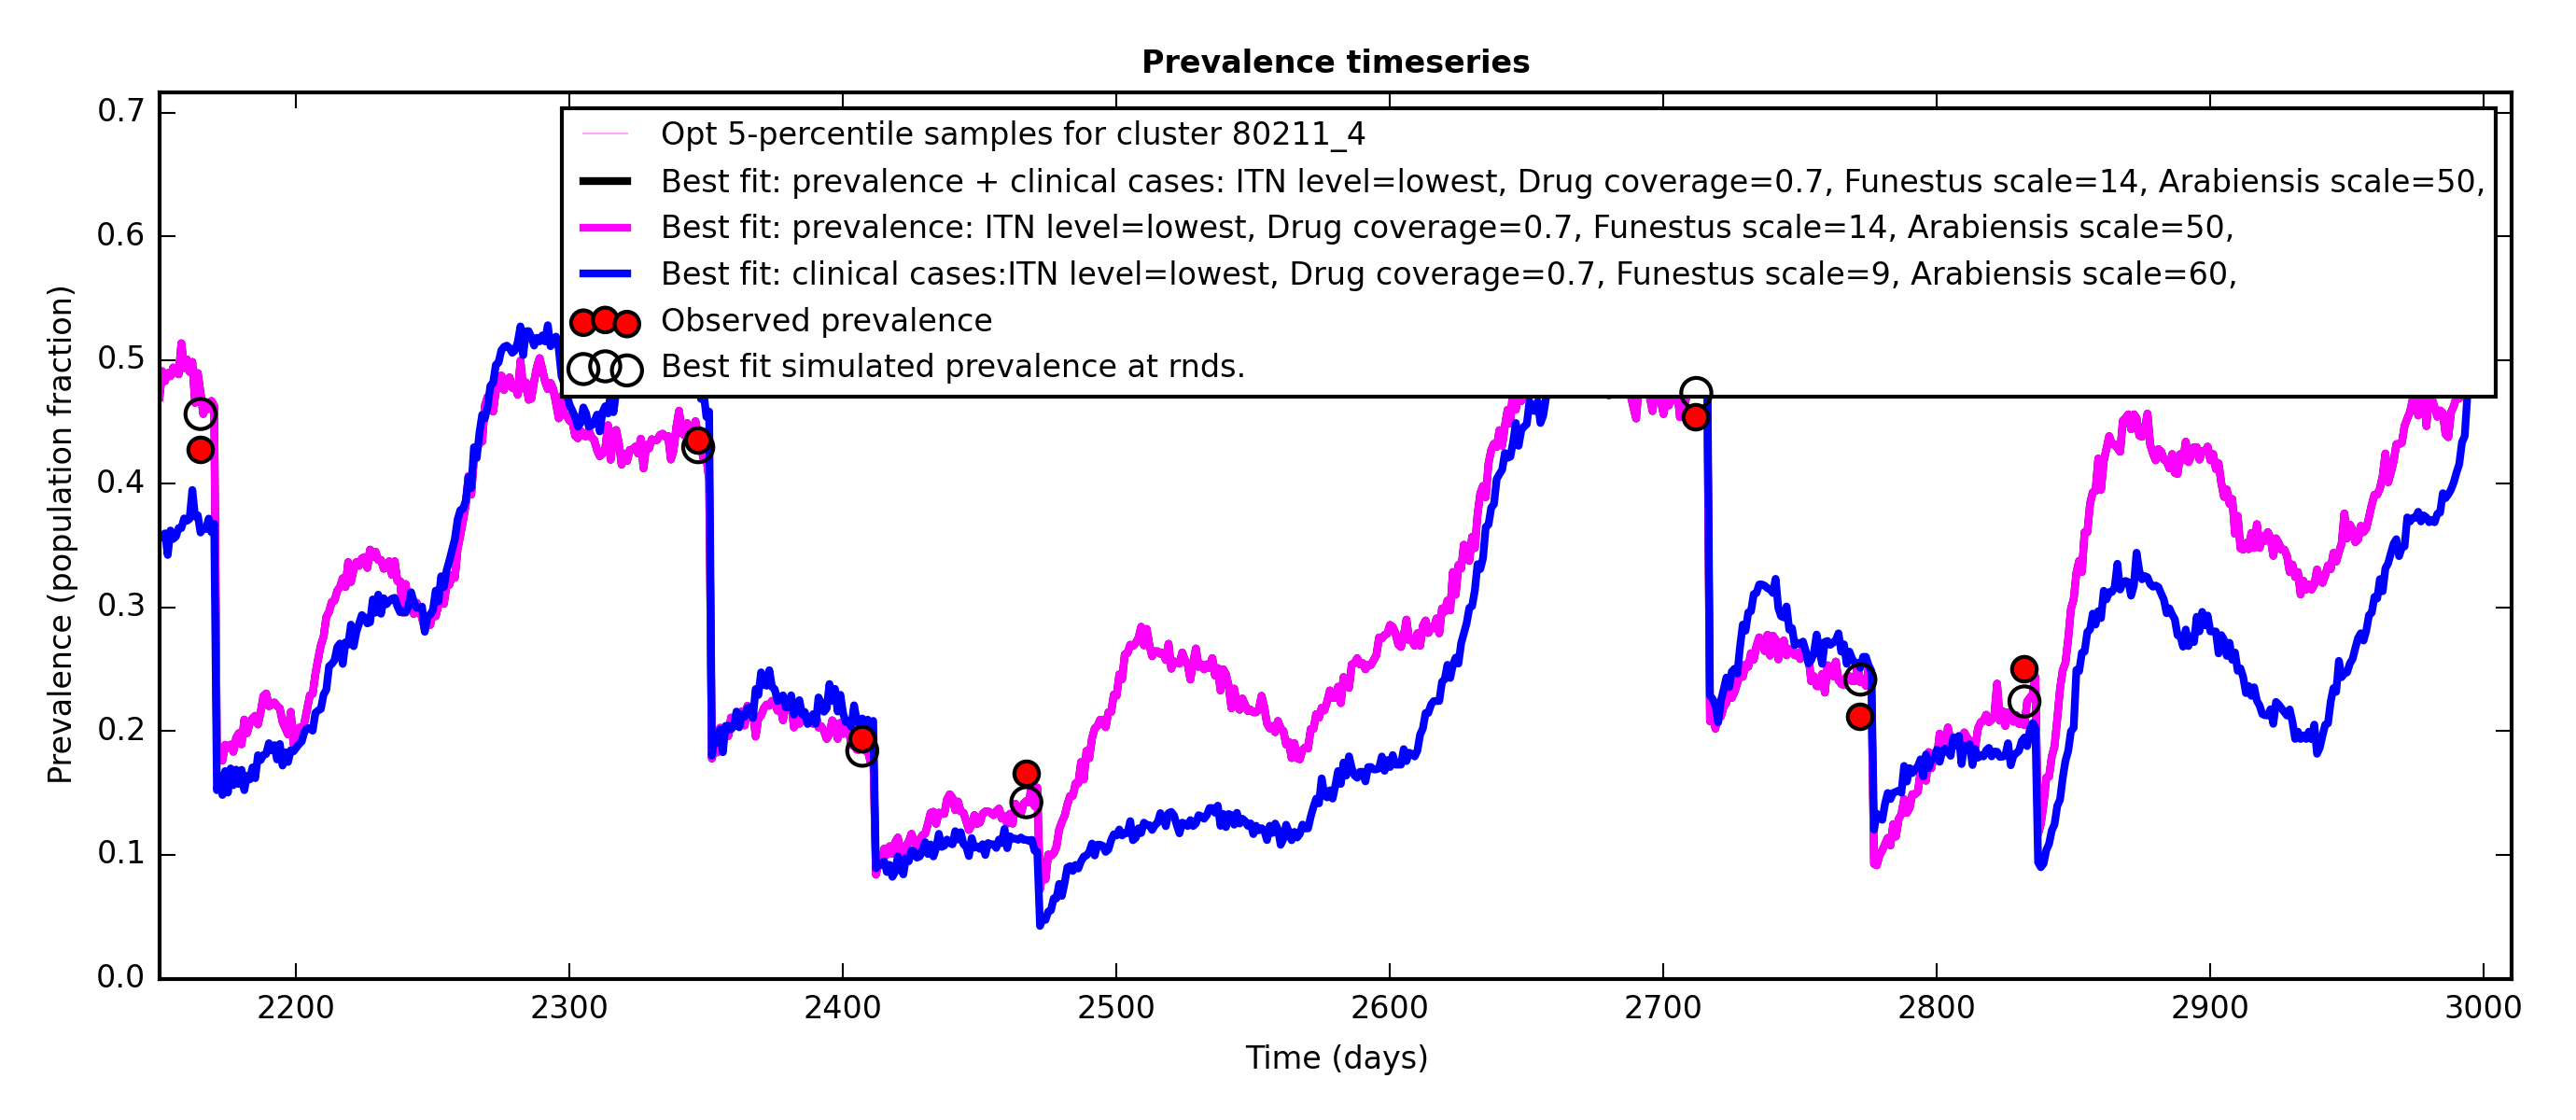 Prevalence timeseries
Opt 5-percentile samples for cluster 80211_4
Best fit: prevalence + clinical cases: ITN level=lowest, Drug coverage=0.7, Funestus scale=14, Arabiensis scale=50,
Best fit: prevalence: ITN level=lowest, Drug coverage=0.7, Funestus scale=14, Arabiensis scale=50,
Best fit: clinical cases:ITN level=lowest, Drug coverage=0.7, Funestus scale=9, Arabiensis scale=60,
Observed prevalence
Best fit simulated prevalence at rnds.
Prevalence (population fraction)
0.7
0.6
0.5
0.4
0.3
0.2
0.1
0.0
2200 2300 2400 2500 2600 2700 2800 2900 3000
Time (days)